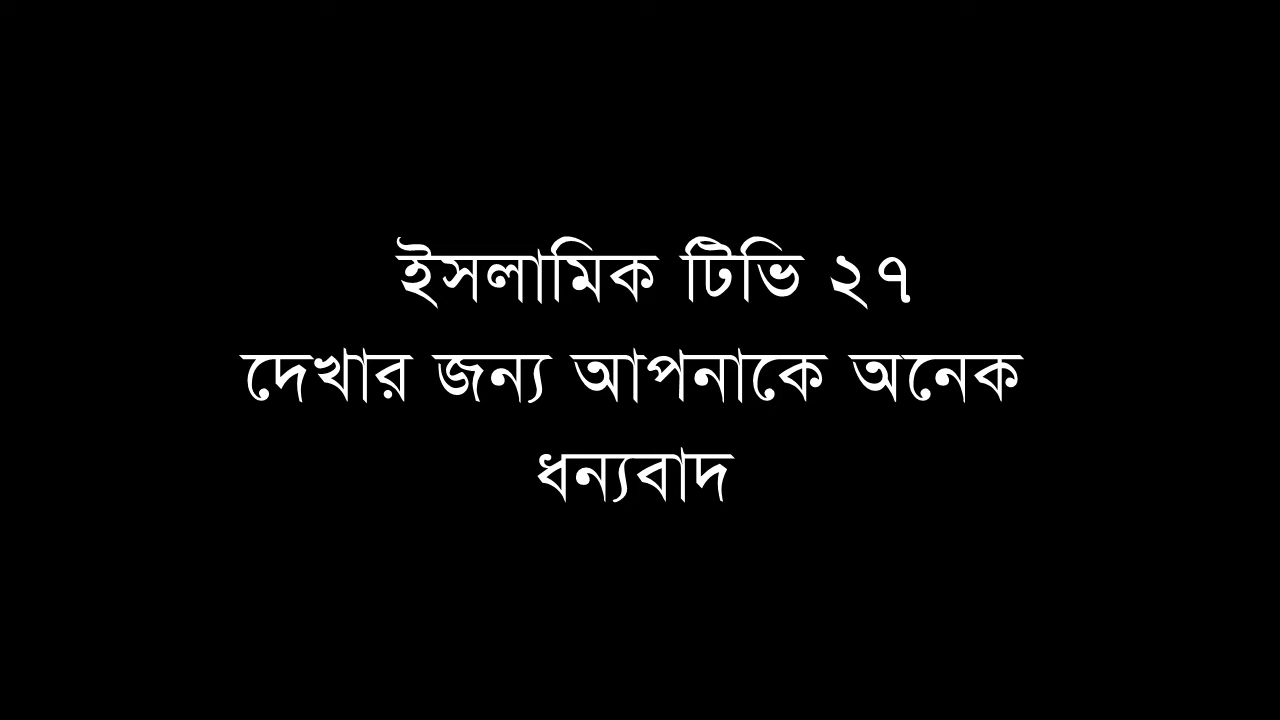 ইসলামিক টিভি ২৭
দেখার জন্য আপনাকে অনেক
ধন্যবাদ